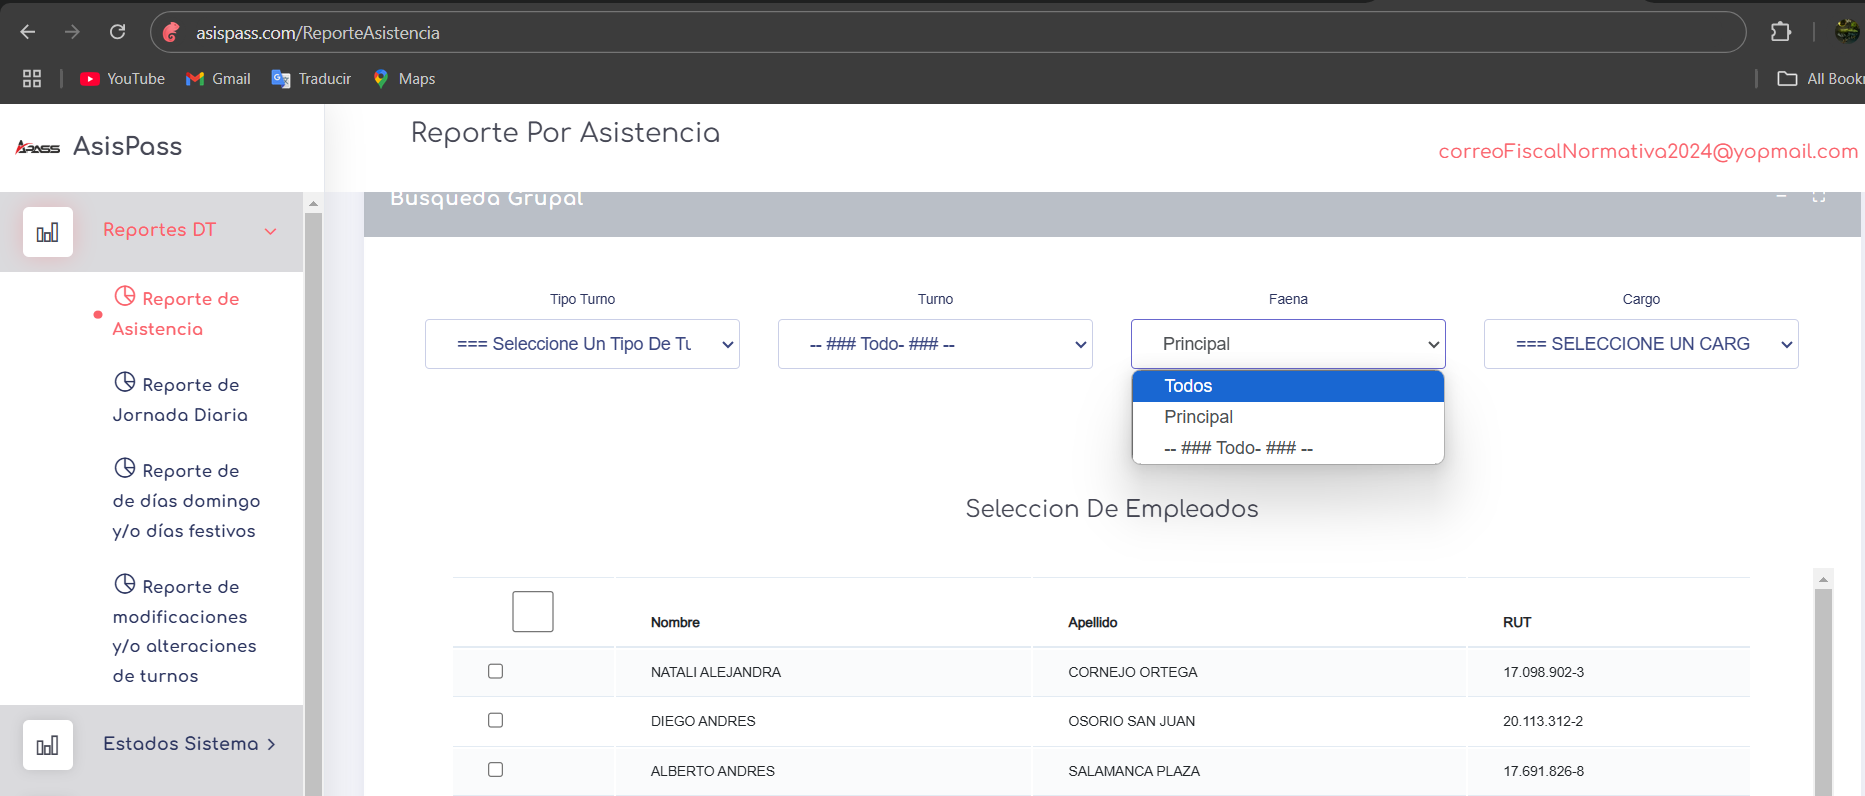 asispass.com/ReporteAsistencia
YouTube
Gmail
Traducir
Maps
All Book
APASS
AsisPass
Reporte Por Asistencia
correoFiscalNormativa2024@yopmail.com
Busqueda Grupal
Reportes DT
Reporte de
Asistencia
Reporte de
Jornada Diaria
Reporte de
de días domingo
y/o días festivos
Reporte de
modificaciones
y/o alteraciones
de turnos
Estados Sistema
Tipo Turno
Turno
Faena
Cargo
=== Seleccione Un Tipo De Tu
-- ### Todo- ### --
Principal
=== SELECCIONE UN CARG
Todos
Principal
-- ### Todo- ### --
Seleccion De Empleados
Nombre
Apellido
RUT
NATALI ALEJANDRA
CORNEJO ORTEGA
17.098.902-3
DIEGO ANDRES
OSORIO SAN JUAN
20.113.312-2
ALBERTO ANDRES
SALAMANCA PLAZA
17.691.826-8